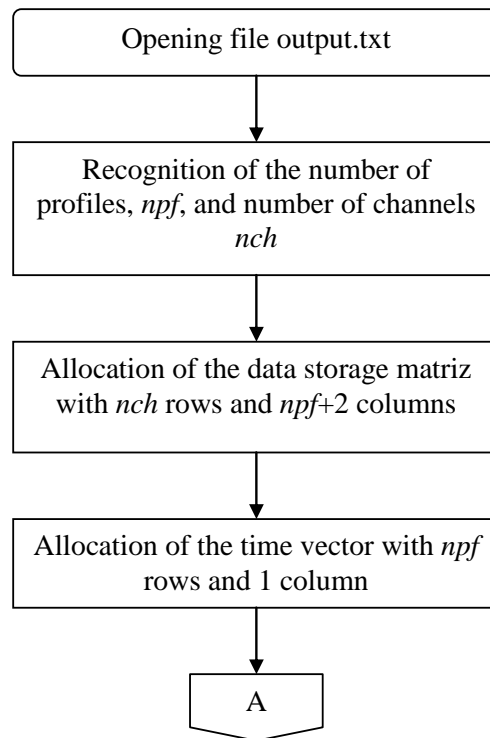 Opening file output.txt
Recognition of the number of
profiles, npf, and number of channels
nch
Allocation of the data storage matriz
with nch rows and npf+2 columns
Allocation of the time vector with npf
rows and 1 column
A